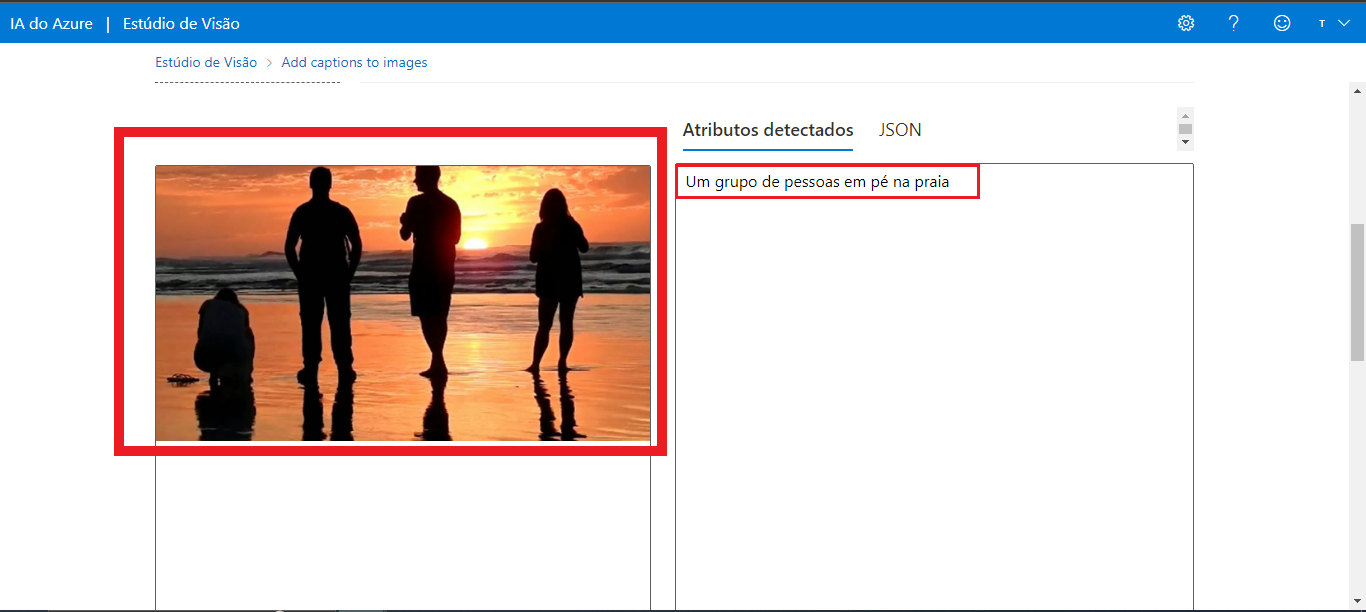 IA do Azure | Estúdio de Visão
T
Estúdio de Visão > Add captions to images
Atributos detectados JSON
Um grupo de pessoas em pé na praia